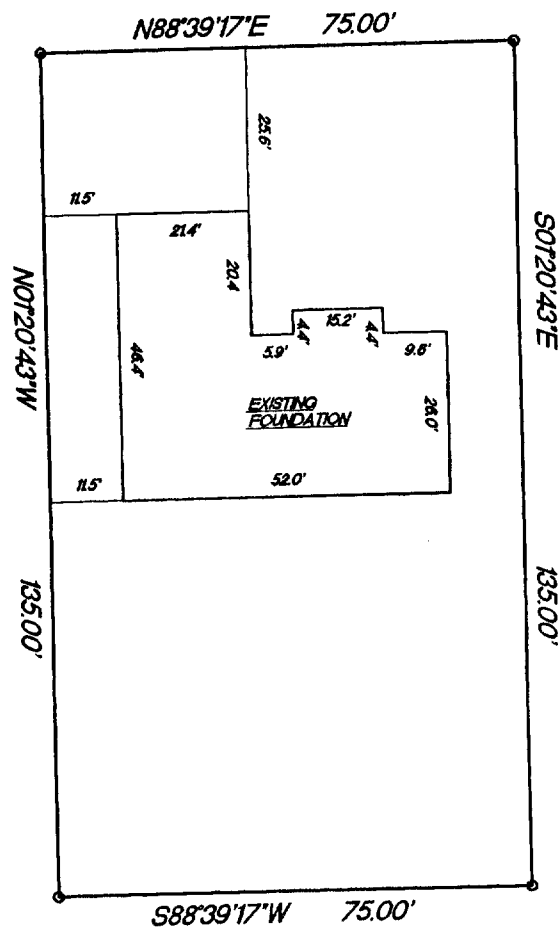 N88°39'17"E 75.00'
25.6'
11.5'
21.4'
20.4
S01°20'43"E
N01°20'43"W
15.2'
4.4'
4.4'
5.9'
9.6'
46.4'
26.0'
EXISTING
FOUNDATION
11.5'
52.0'
135.00'
135.00'
S88°39'17"W 75.00'